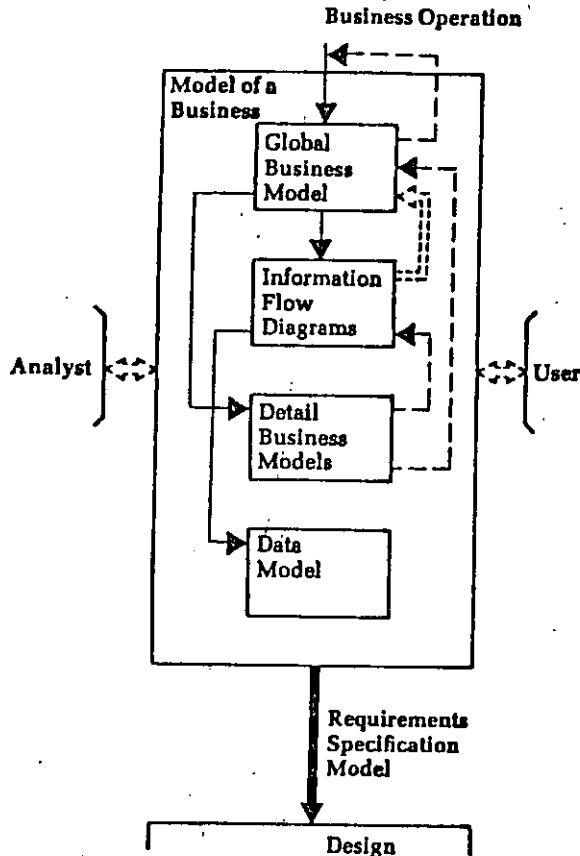 Business Operation
Model of a
Business
Global
Business
Model
Information
Flow
Diagrams
Analyst
User
Detail
Business
Models
Data
Model
Requirements
Specification
Model
Design